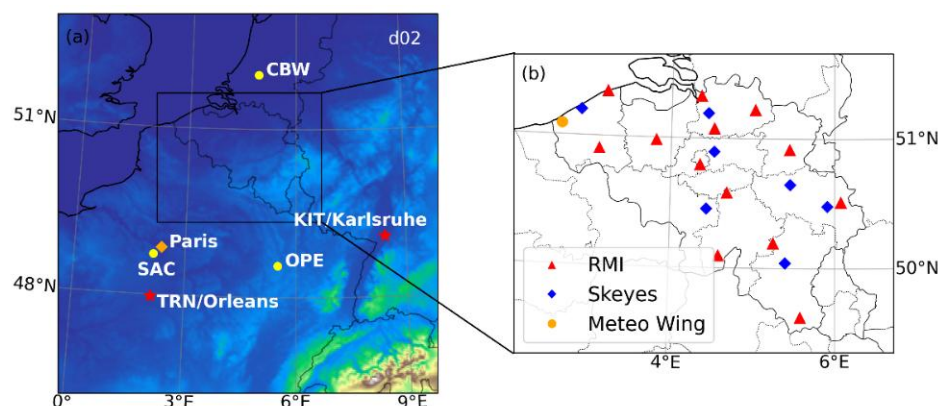 (a)
d02
CBW
51°N
KIT/Karlsruhe
Paris
SAC
OPE
48°N
TRN/Orleans
0°
3°E
6°E
9°E
(b)
51°N
50°N
RMI
Skeyes
Meteo Wing
4°E
6°E